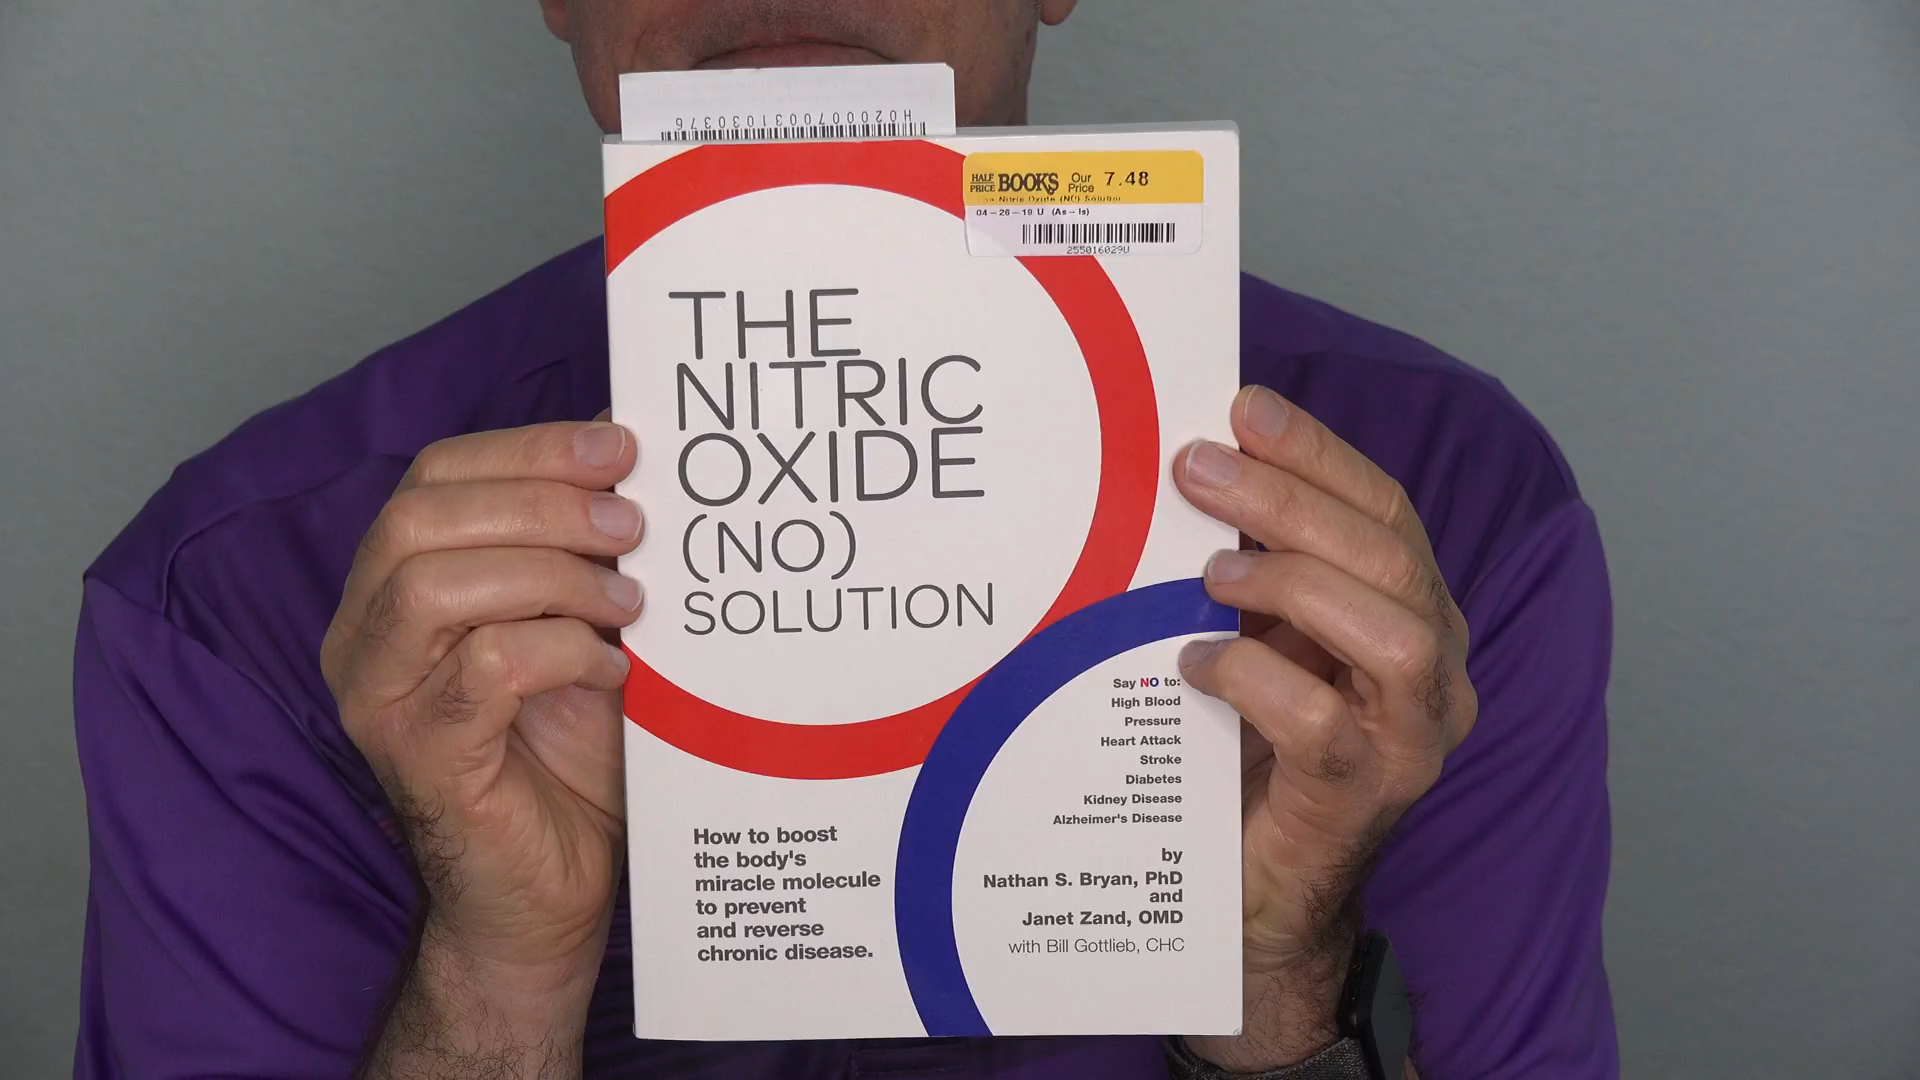 H020000700310303​76
HALF PRICE BOOKS Our Price 7.48
Nitric Oxide (NO) Solution
04-26-19 U (As-Is)
255016029U
THE
NITRIC
OXIDE
(NO)
SOLUTION
Say NO to:
High Blood
Pressure
Heart Attack
Stroke
Diabetes
Kidney Disease
Alzheimer's Disease
How to boost
the body's
miracle molecule
to prevent
and reverse
chronic disease.
by
Nathan S. Bryan, PhD
and
Janet Zand, OMD
with Bill Gottlieb, CHC